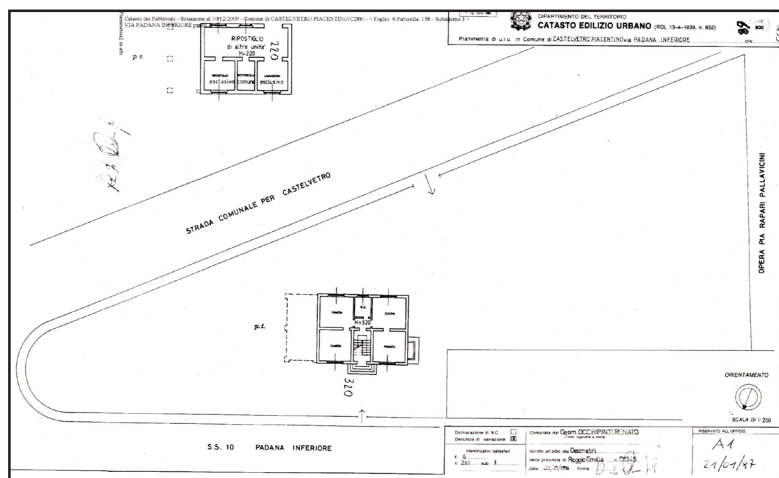 Catasto dei Fabbricati - Situazione al 10/12/2009 - Comune di CASTELVETRO PIACENTINO (C288) - < Foglio: 6 Particella: 158 - Subalterno 3 >
VIA PADANA INFERIORE
DIPARTIMENTO DEL TERRITORIO
CATASTO EDILIZIO URBANO (RDL 13-4-1939, n. 652)
Planimetria di u.i.u. in Comune di CASTELVETRO PIACENTINO via PADANA INFERIORE
p.s.
RIPOSTIGLIO
di altra unita'
H=220
220
esclusivo
comune
esclusivo
STRADA COMUNALE PER CASTELVETRO
OPERA PIA RAPARI PALLAVICINI
p.t.
CAMERA
W.C.
CUCINA
H=320
CAMERA
PRANZO
320
ORIENTAMENTO
SCALA DI 1:200
S.S. 10 PADANA INFERIORE
Dichiarazione di N.C.
Denuncia di variazione
Identificativi catastali
F. 6
n. 261 sub. 3
Compilata dal Geom. OCCHIPINTI RENATO
Iscritto all'albo dei Geometri
della provincia di Reggio Emilia
data
Firma
RISERVATO ALL'UFFICIO
A1
21/01/87